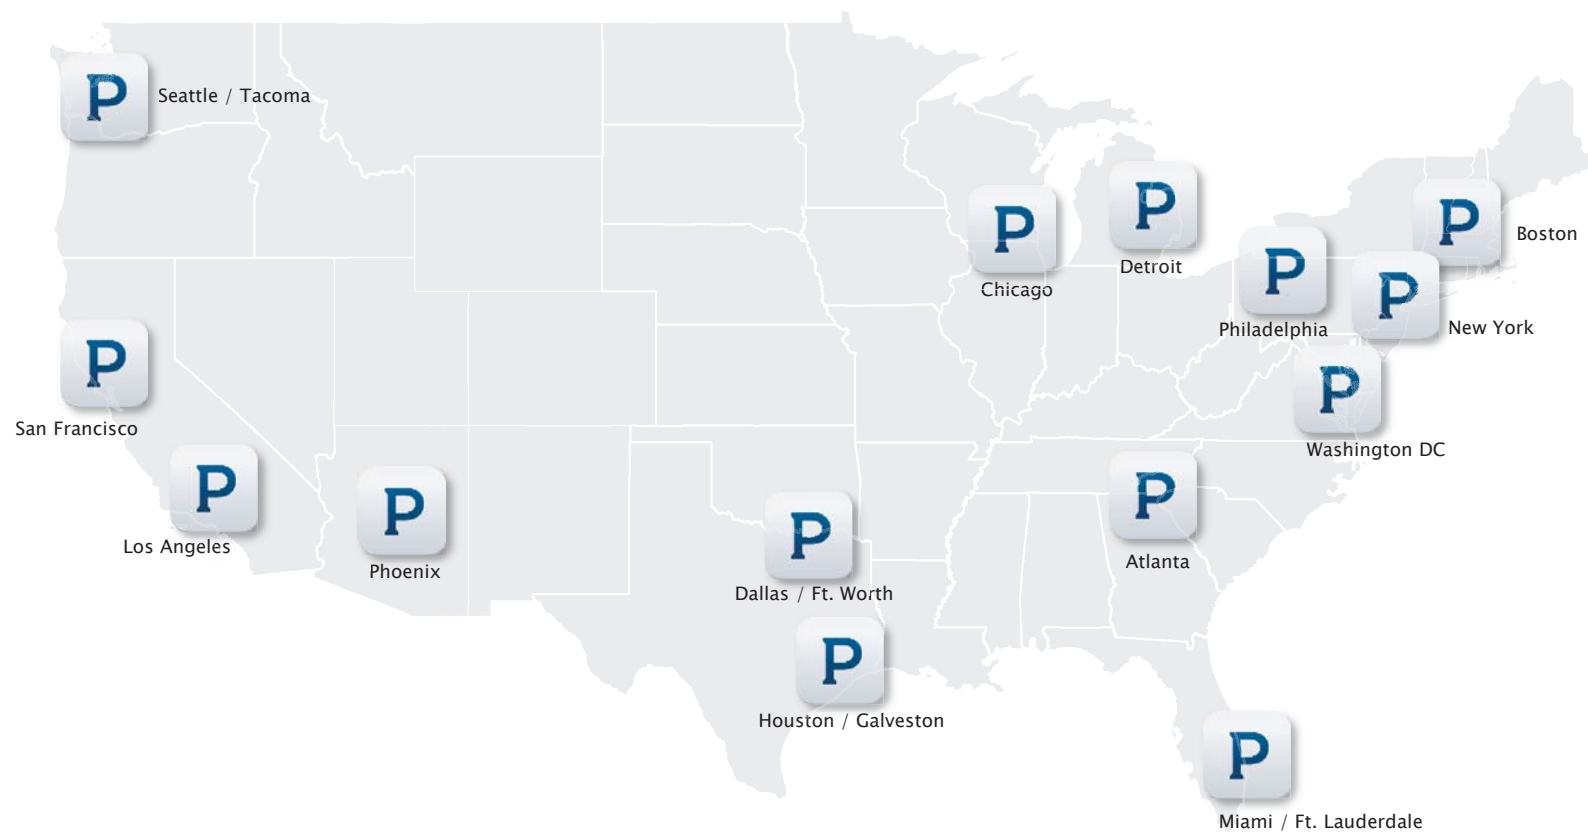 P
Seattle / Tacoma
P
Detroit
P
Chicago
P
Boston
P
Philadelphia
P
New York
P
San Francisco
P
Washington DC
P
Los Angeles
P
Phoenix
P
Atlanta
P
Dallas / Ft. Worth
P
Houston / Galveston
P
Miami / Ft. Lauderdale